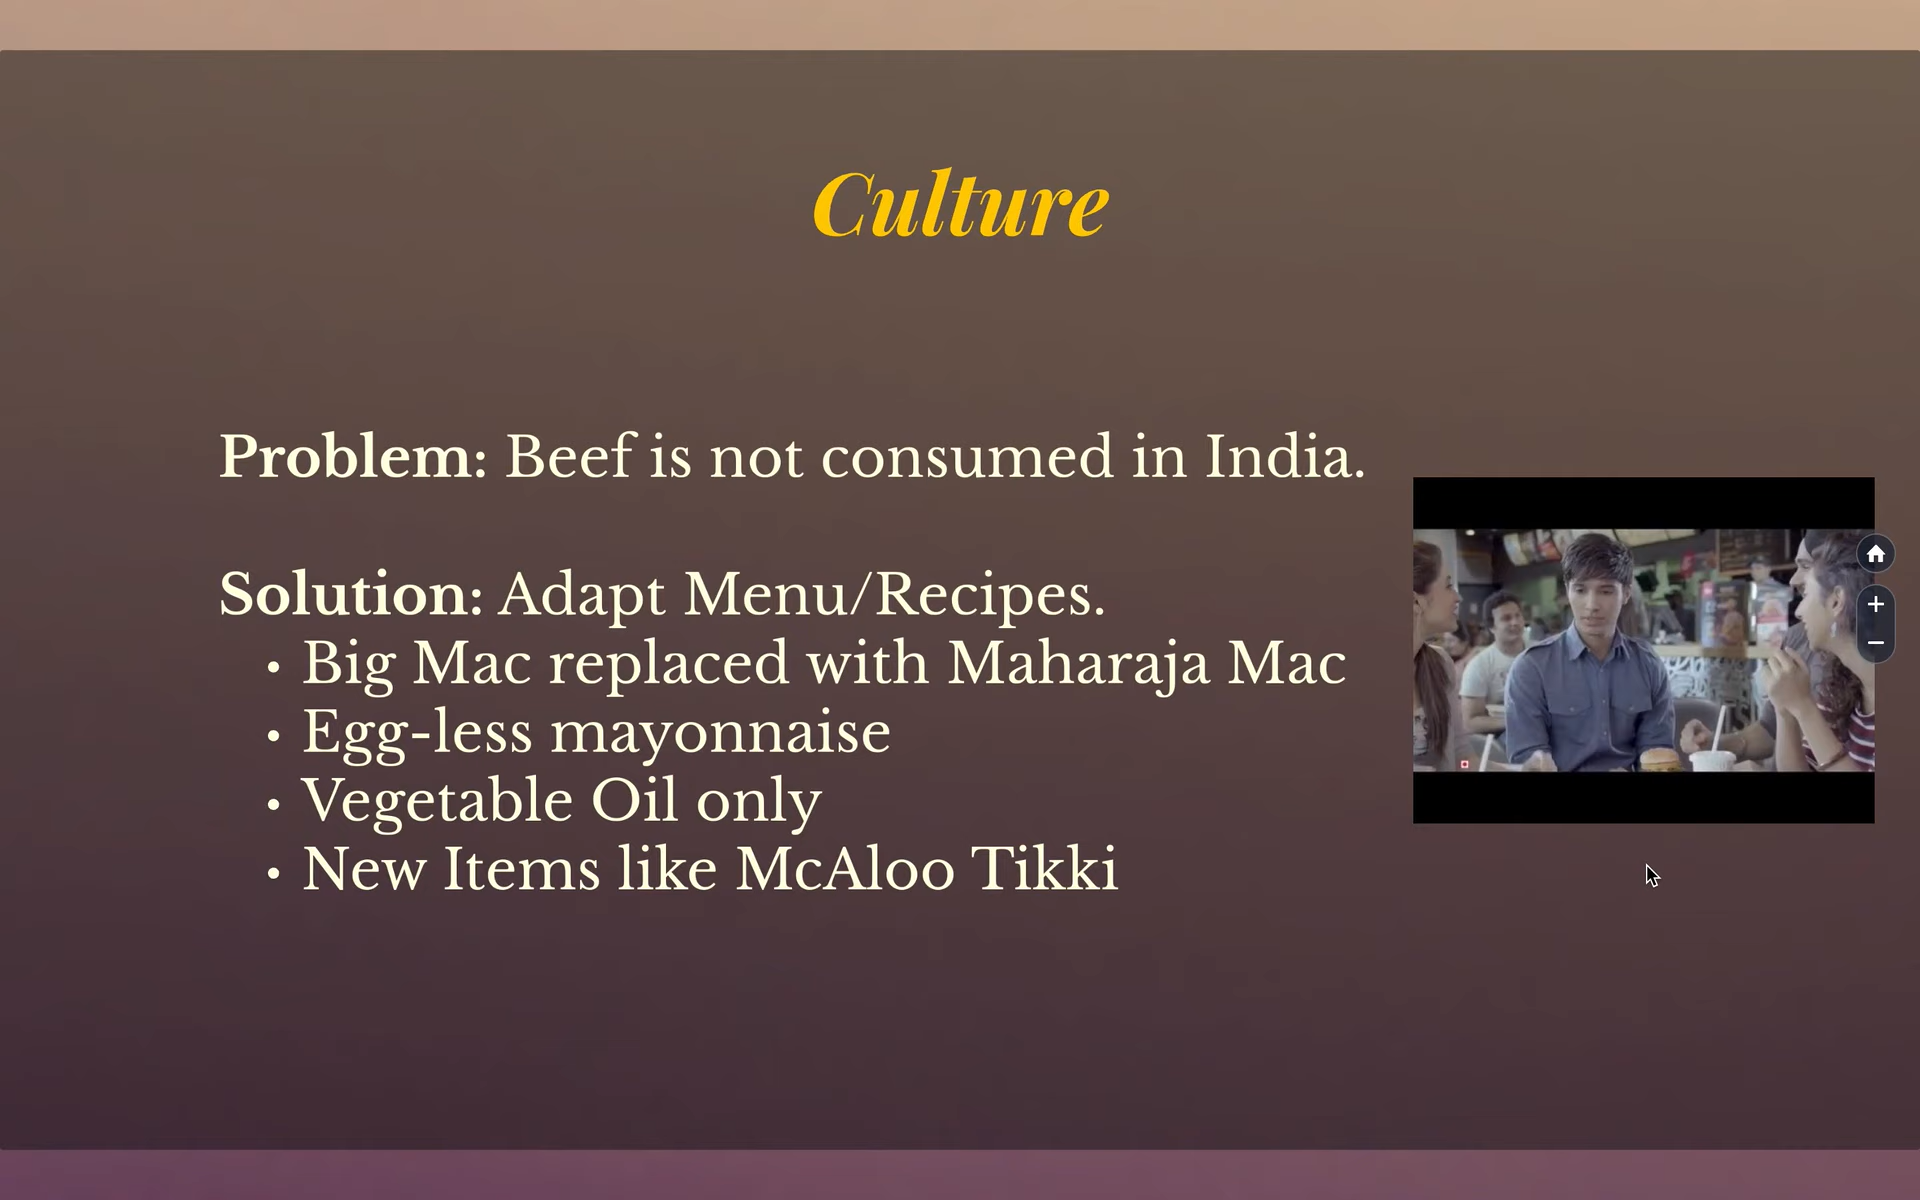 Culture
Problem: Beef is not consumed in India.
Solution: Adapt Menu/Recipes.
• Big Mac replaced with Maharaja Mac
• Egg-less mayonnaise
• Vegetable Oil only
• New Items like McAloo Tikki